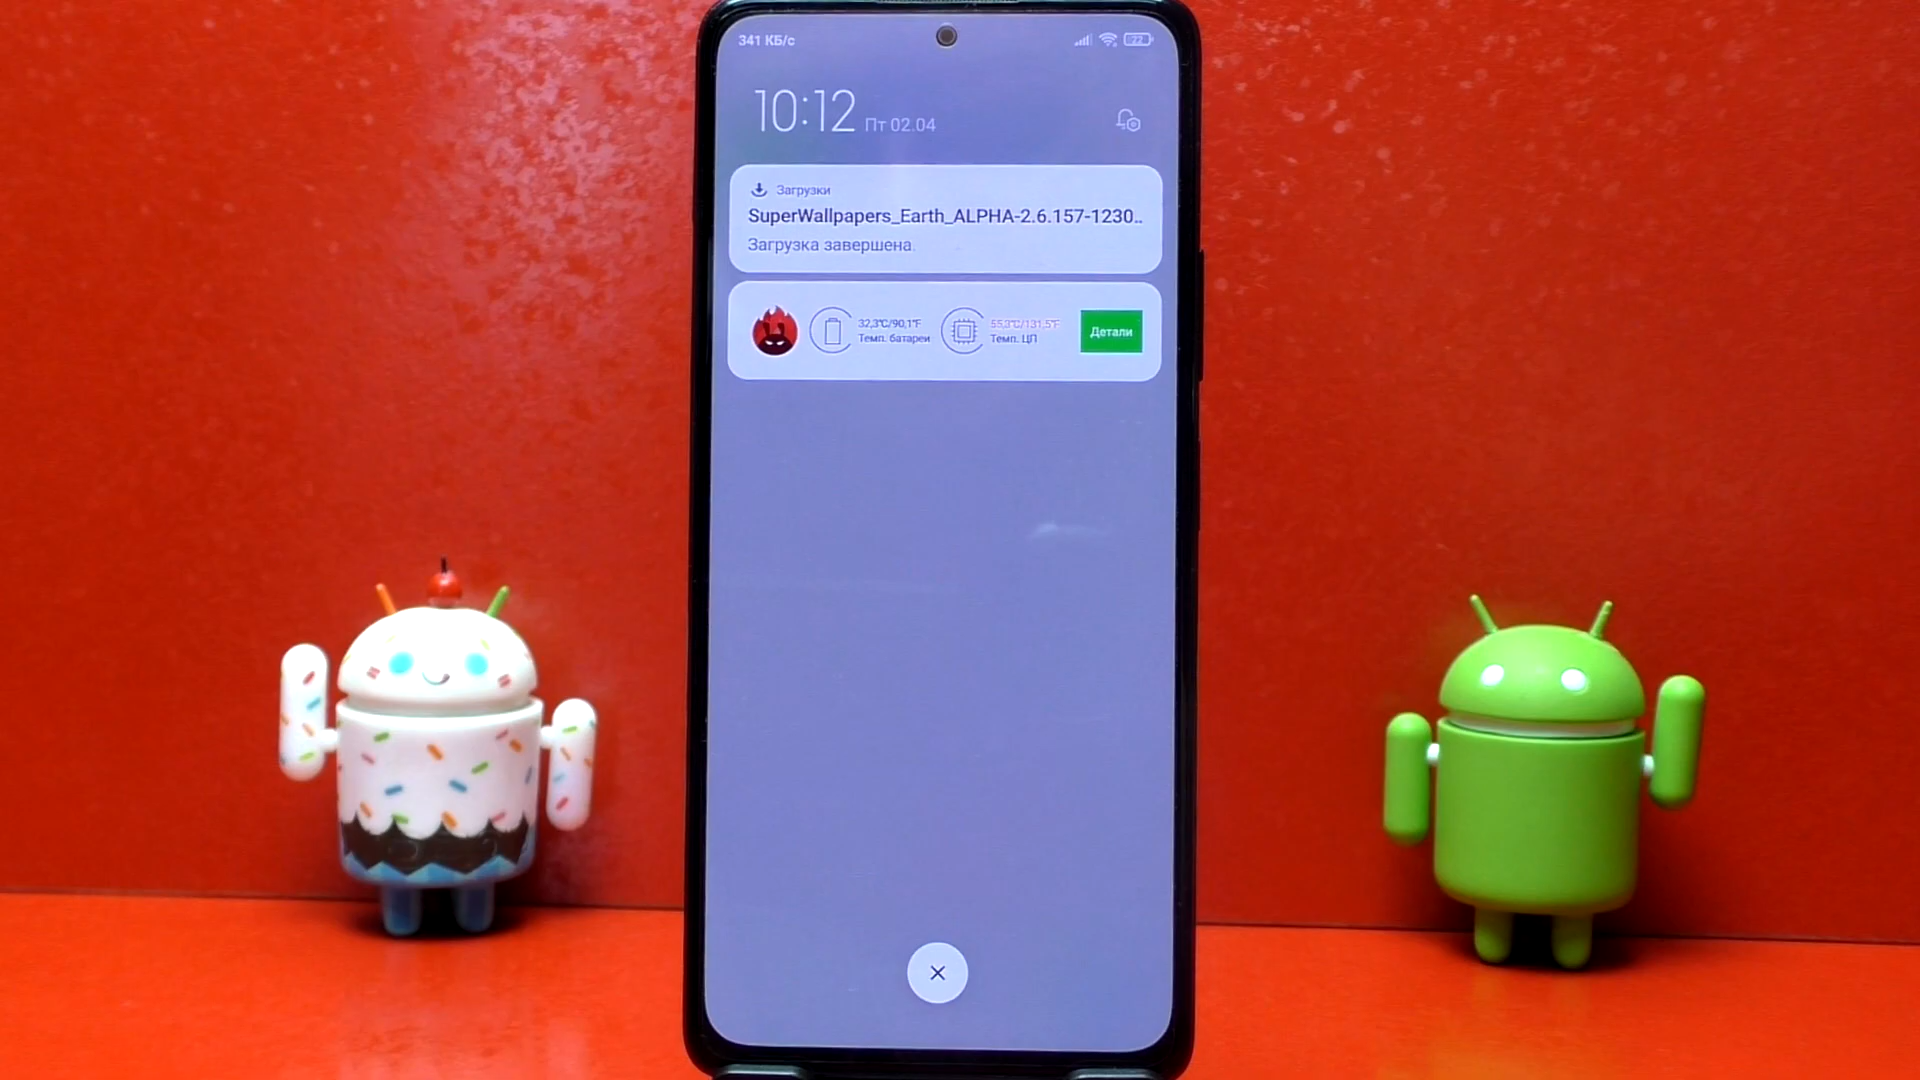 341 КБ/с
22
10:12 Пт 02.04
Загрузки
SuperWallpapers_Earth_ALPHA-2.6.157-1230..
Загрузка завершена.
32,3℃/90,1℉
Темп. батареи
55,3℃/131,5℉
Темп. ЦП
Детали